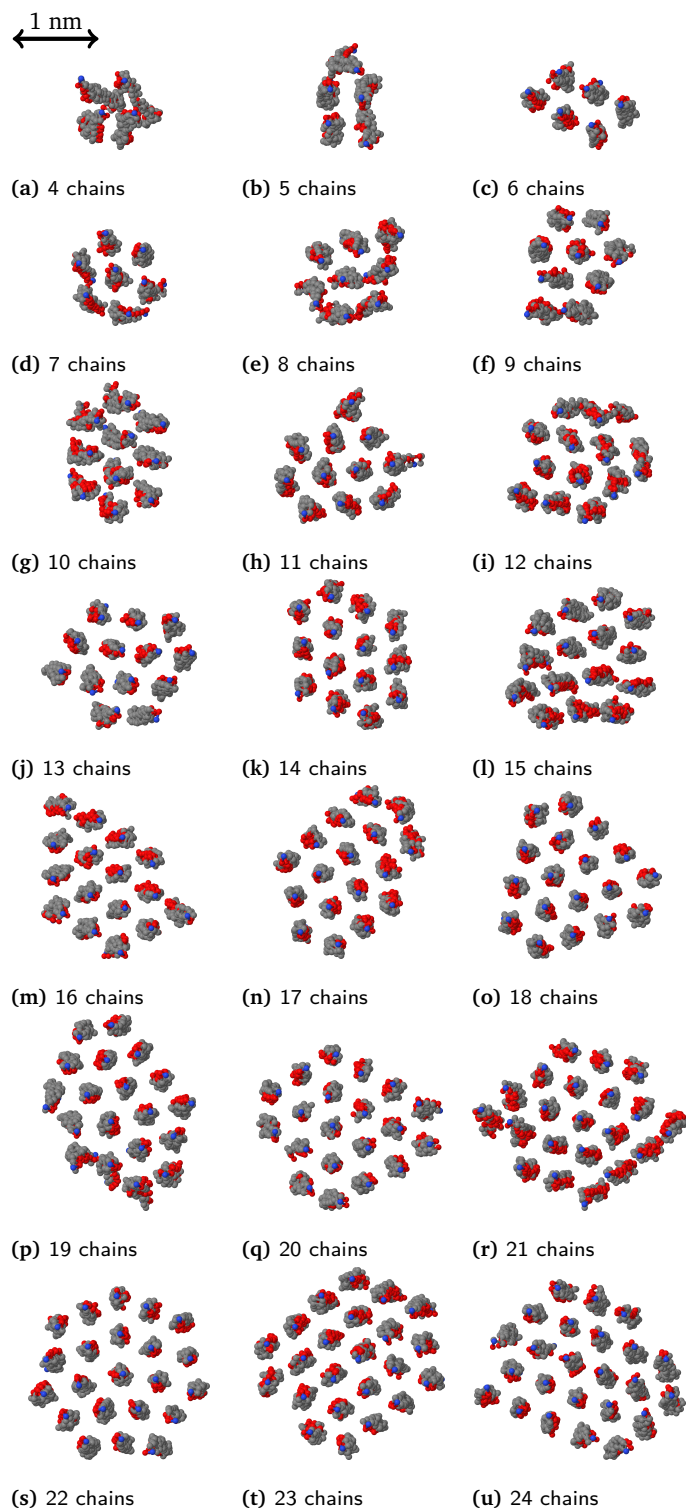 1 nm
(a) 4 chains (b) 5 chains (c) 6 chains
(d) 7 chains (e) 8 chains (f) 9 chains
(g) 10 chains (h) 11 chains (i) 12 chains
(j) 13 chains (k) 14 chains (l) 15 chains
(m) 16 chains (n) 17 chains (o) 18 chains
(p) 19 chains (q) 20 chains (r) 21 chains
(s) 22 chains (t) 23 chains (u) 24 chains